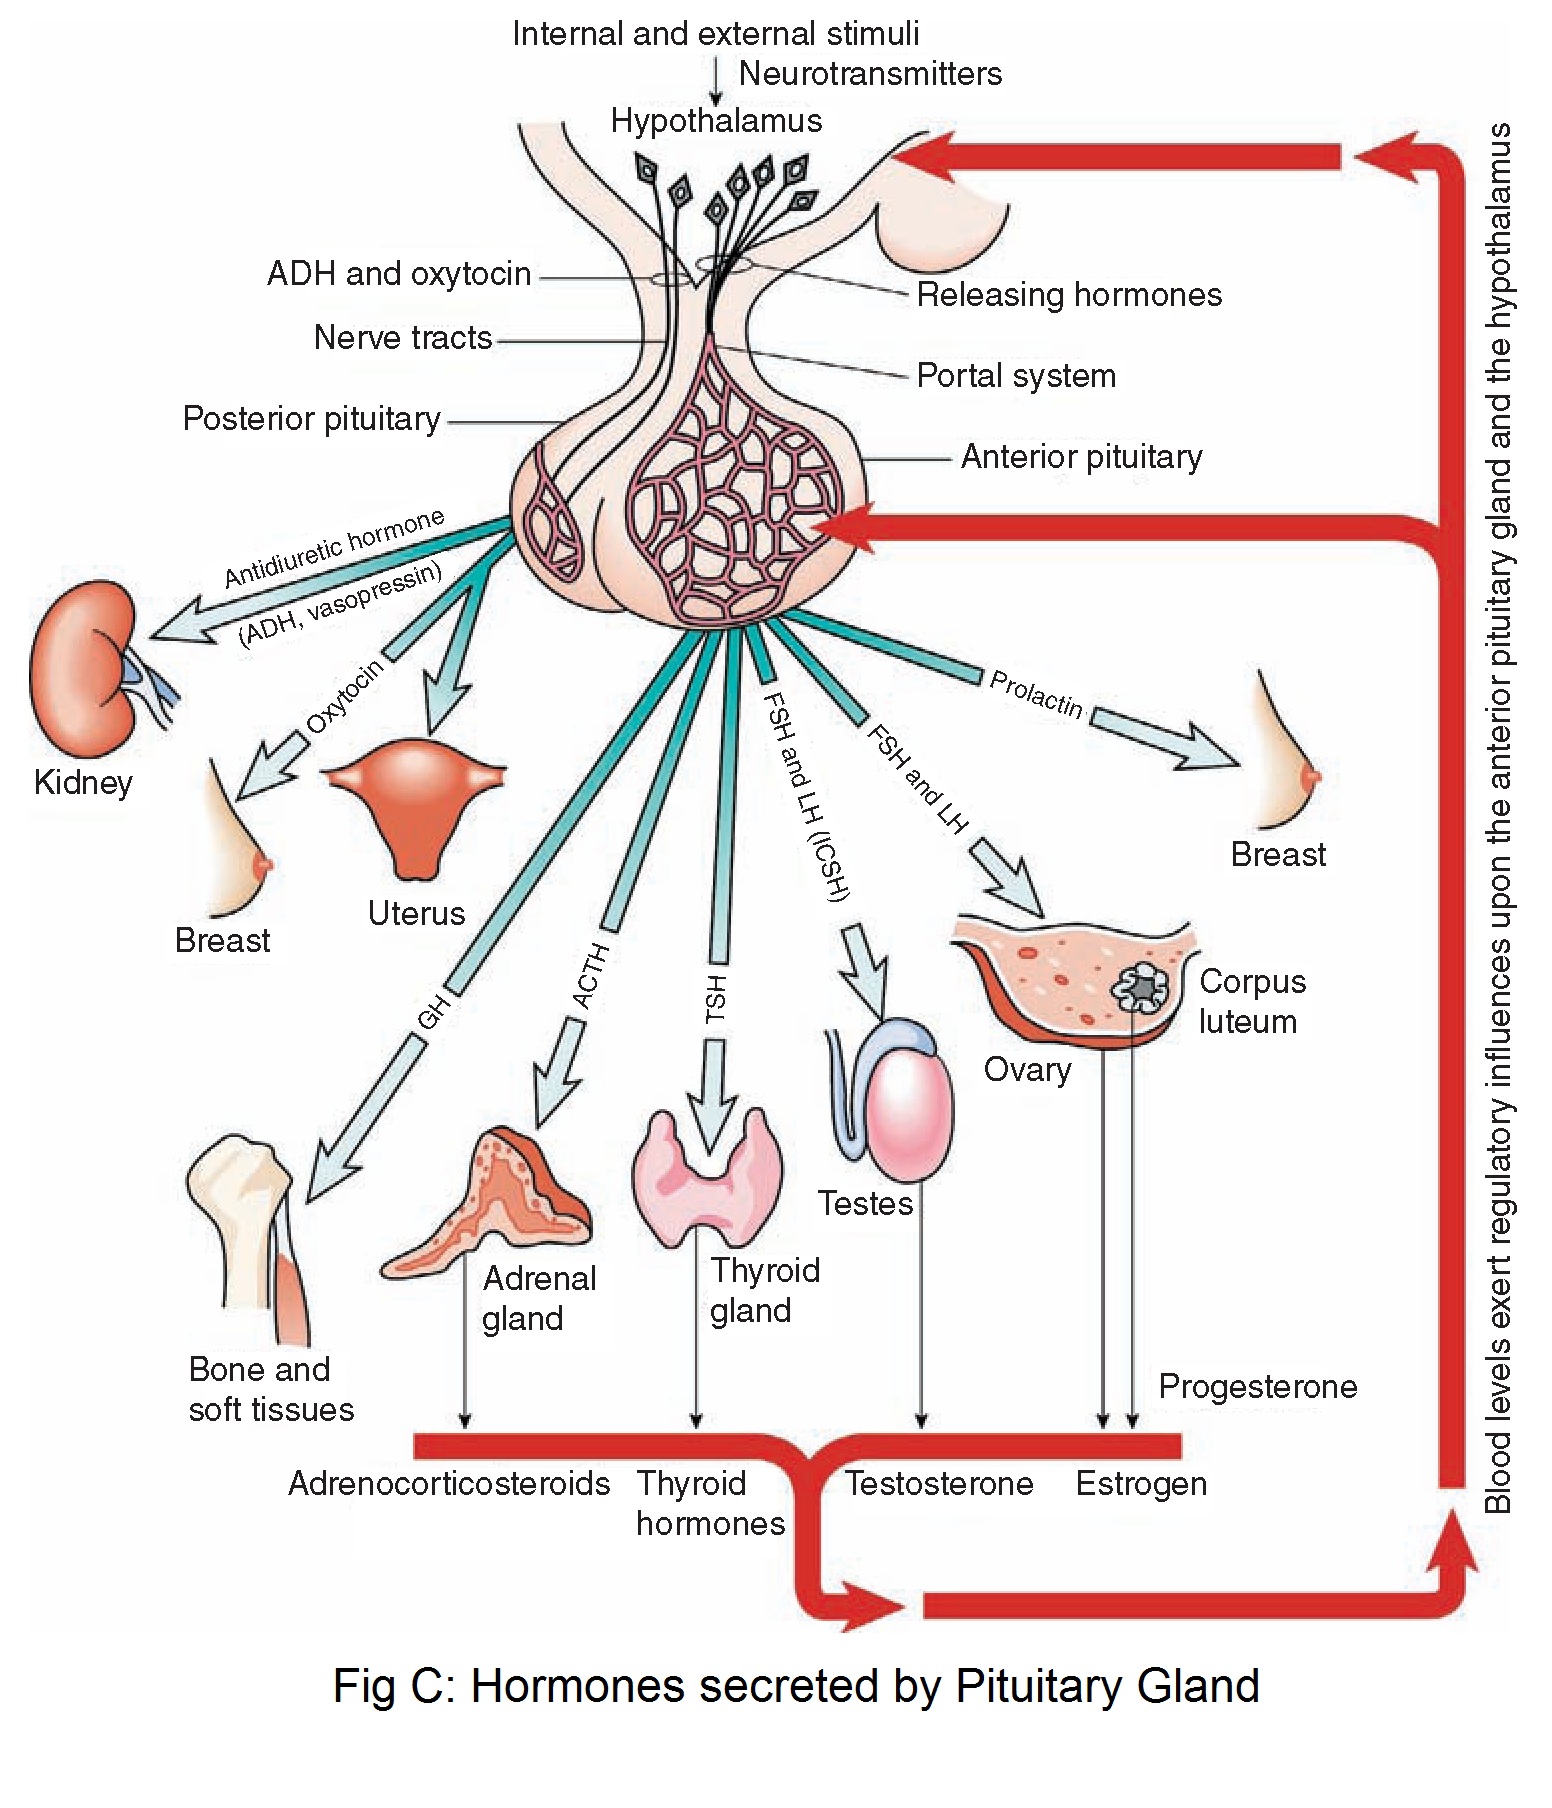 Internal and external stimuli
Neurotransmitters
Hypothalamus
ADH and oxytocin
Releasing hormones
Nerve tracts
Portal system
Posterior pituitary
Anterior pituitary
Antidiuretic hormone
(ADH, vasopressin)
Oxytocin
Kidney
Breast
Uterus
GH
ACTH
TSH
FSH and LH (ICSH)
FSH and LH
Prolactin
Breast
Corpus
luteum
Ovary
Testes
Thyroid
gland
Adrenal
gland
Bone and
soft tissues
Progesterone
Adrenocorticosteroids
Thyroid
hormones
Testosterone
Estrogen
Blood levels exert regulatory influences upon the anterior pituitary gland and the hypothalamus
Fig C: Hormones secreted by Pituitary Gland